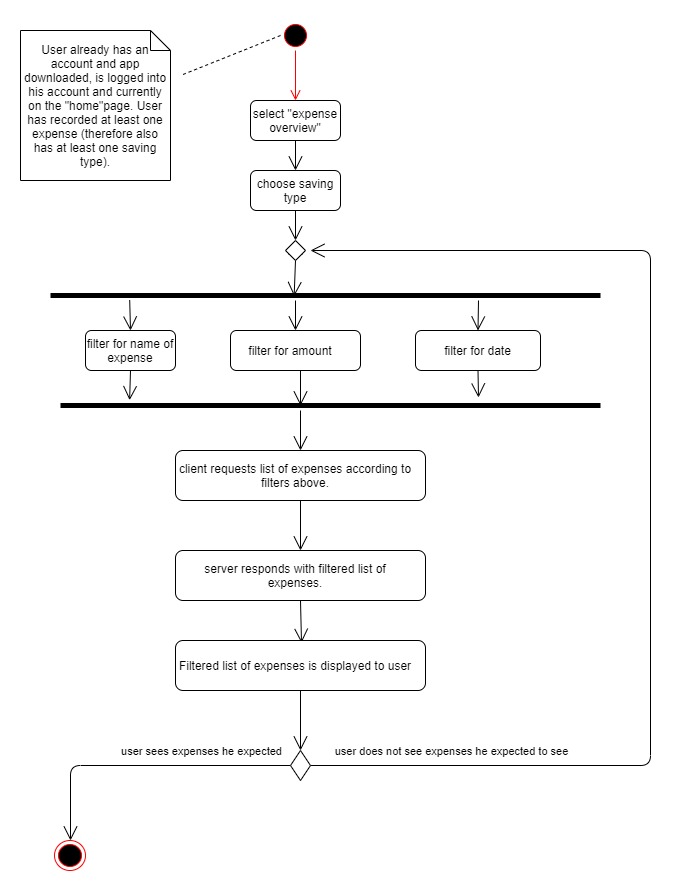 User already has an
account and app
downloaded, is logged into
his account and currently
on the "home"page. User
has recorded at least one
expense (therefore also
has at least one saving
type).
select "expense
overview"
choose saving
type
filter for name of
expense
filter for amount
filter for date
client requests list of expenses according to
filters above.
server responds with filtered list of
expenses.
Filtered list of expenses is displayed to user
user sees expenses he expected
user does not see expenses he expected to see